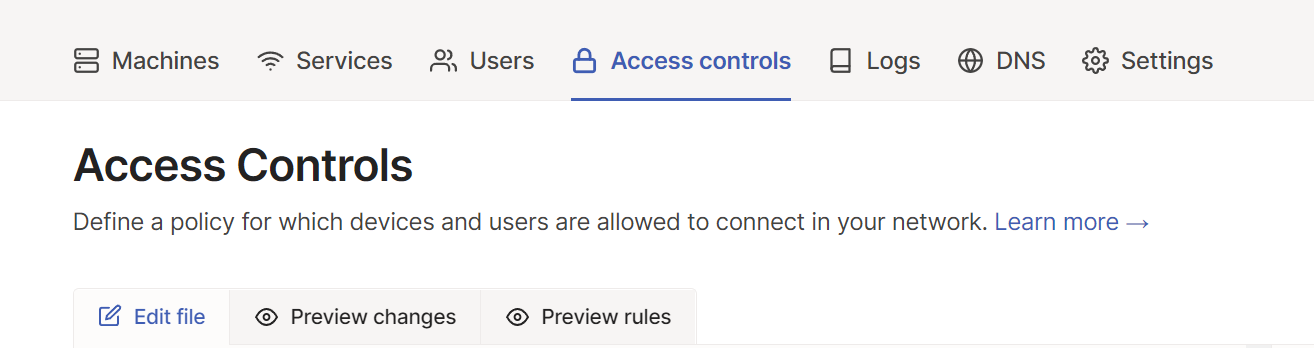 Machines Services Users Access controls Logs DNS Settings
Access Controls
Define a policy for which devices and users are allowed to connect in your network. Learn more →
Edit file Preview changes Preview rules